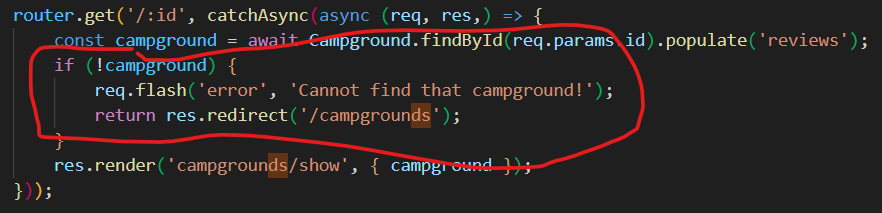 router.get('/:id', catchAsync(async (req, res,) => {
    const campground = await Campground.findById(req.params.id).populate('reviews');
    if (!campground) {
        req.flash('error', 'Cannot find that campground!');
        return res.redirect('/campgrounds');
    }
    res.render('campgrounds/show', { campground });
}));